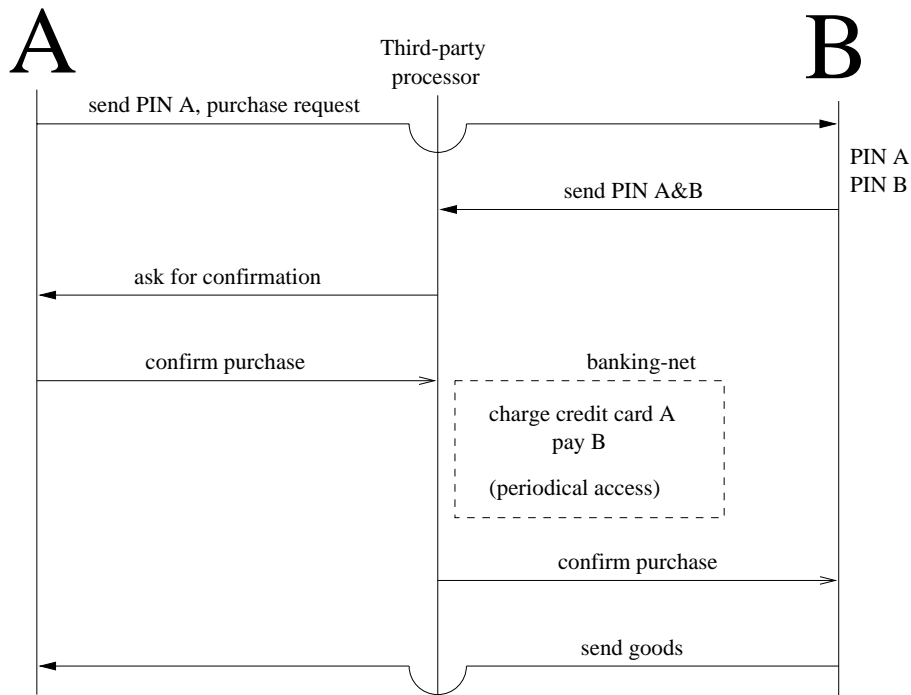 A
Third-party
processor
B
send PIN A, purchase request
PIN A
PIN B
send PIN A&B
ask for confirmation
confirm purchase
banking-net
charge credit card A
pay B
(periodical access)
confirm purchase
send goods